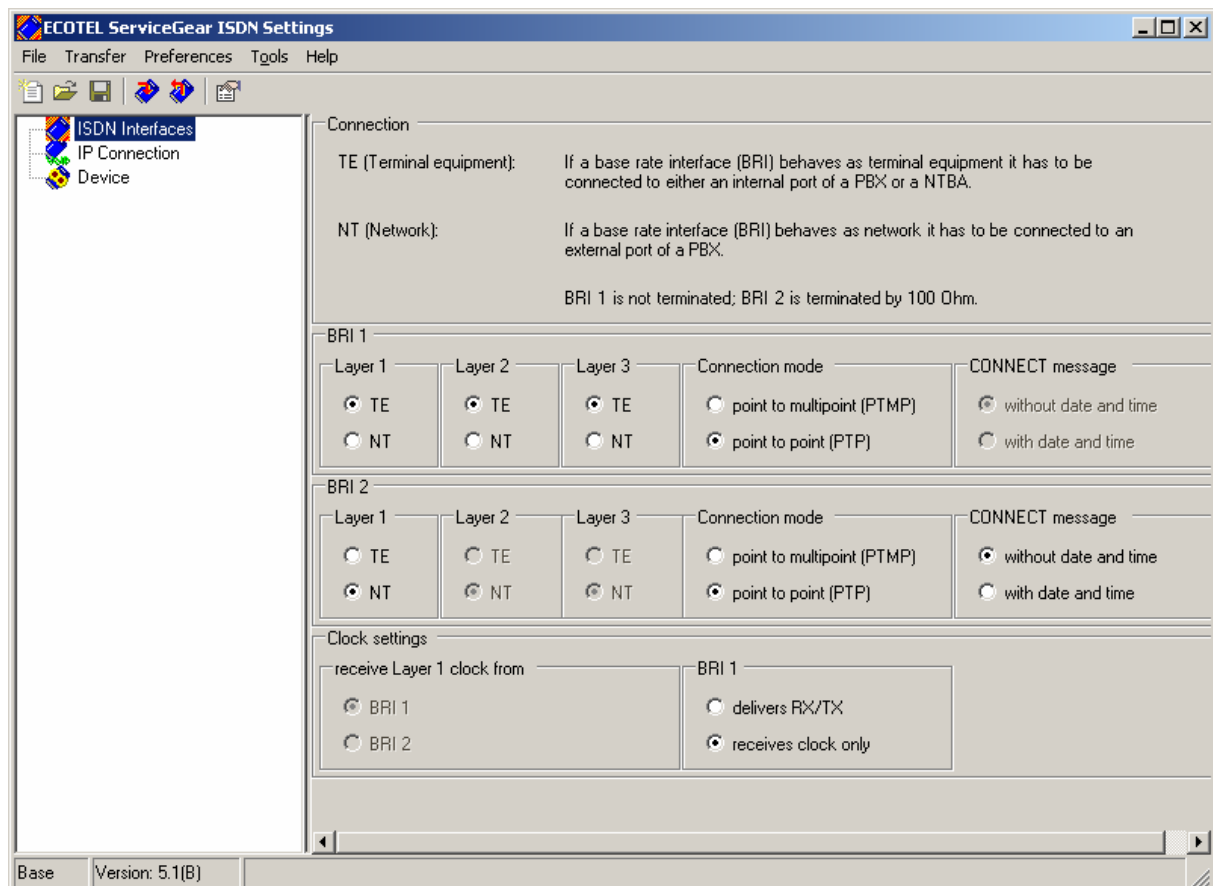 ECOTEL ServiceGear ISDN Settings
File Transfer Preferences Tools Help
ISDN Interfaces
IP Connection
Device
Connection
TE (Terminal equipment): If a base rate interface (BRI) behaves as terminal equipment it has to be
connected to either an internal port of a PBX or a NTBA.
NT (Network): If a base rate interface (BRI) behaves as network it has to be connected to an
external port of a PBX.
BRI 1 is not terminated; BRI 2 is terminated by 100 Ohm.
BRI 1
Layer 1 Layer 2 Layer 3 Connection mode CONNECT message
TE TE TE point to multipoint (PTMP) without date and time
NT NT NT point to point (PTP) with date and time
BRI 2
Layer 1 Layer 2 Layer 3 Connection mode CONNECT message
TE TE TE point to multipoint (PTMP) without date and time
NT NT NT point to point (PTP) with date and time
Clock settings
receive Layer 1 clock from BRI 1
BRI 1 delivers RX/TX
BRI 2 receives clock only
Base Version: 5.1(B)